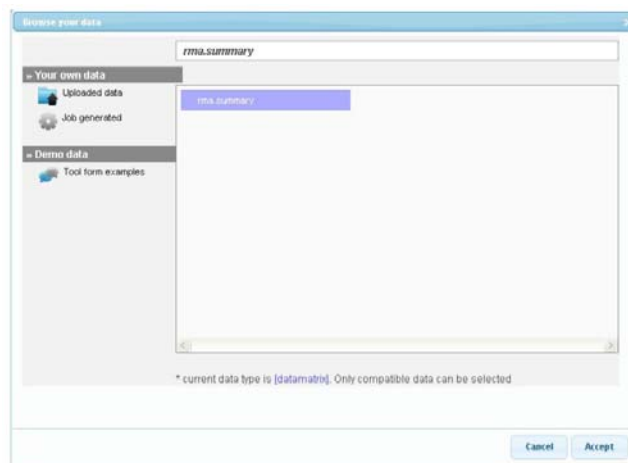 Browse your data
rma.summary
Your own data
Uploaded data
Job generated
Demo data
Tool form examples
rma.summary
* current data type is [datamatrix]. Only compatible data can be selected
Cancel
Accept